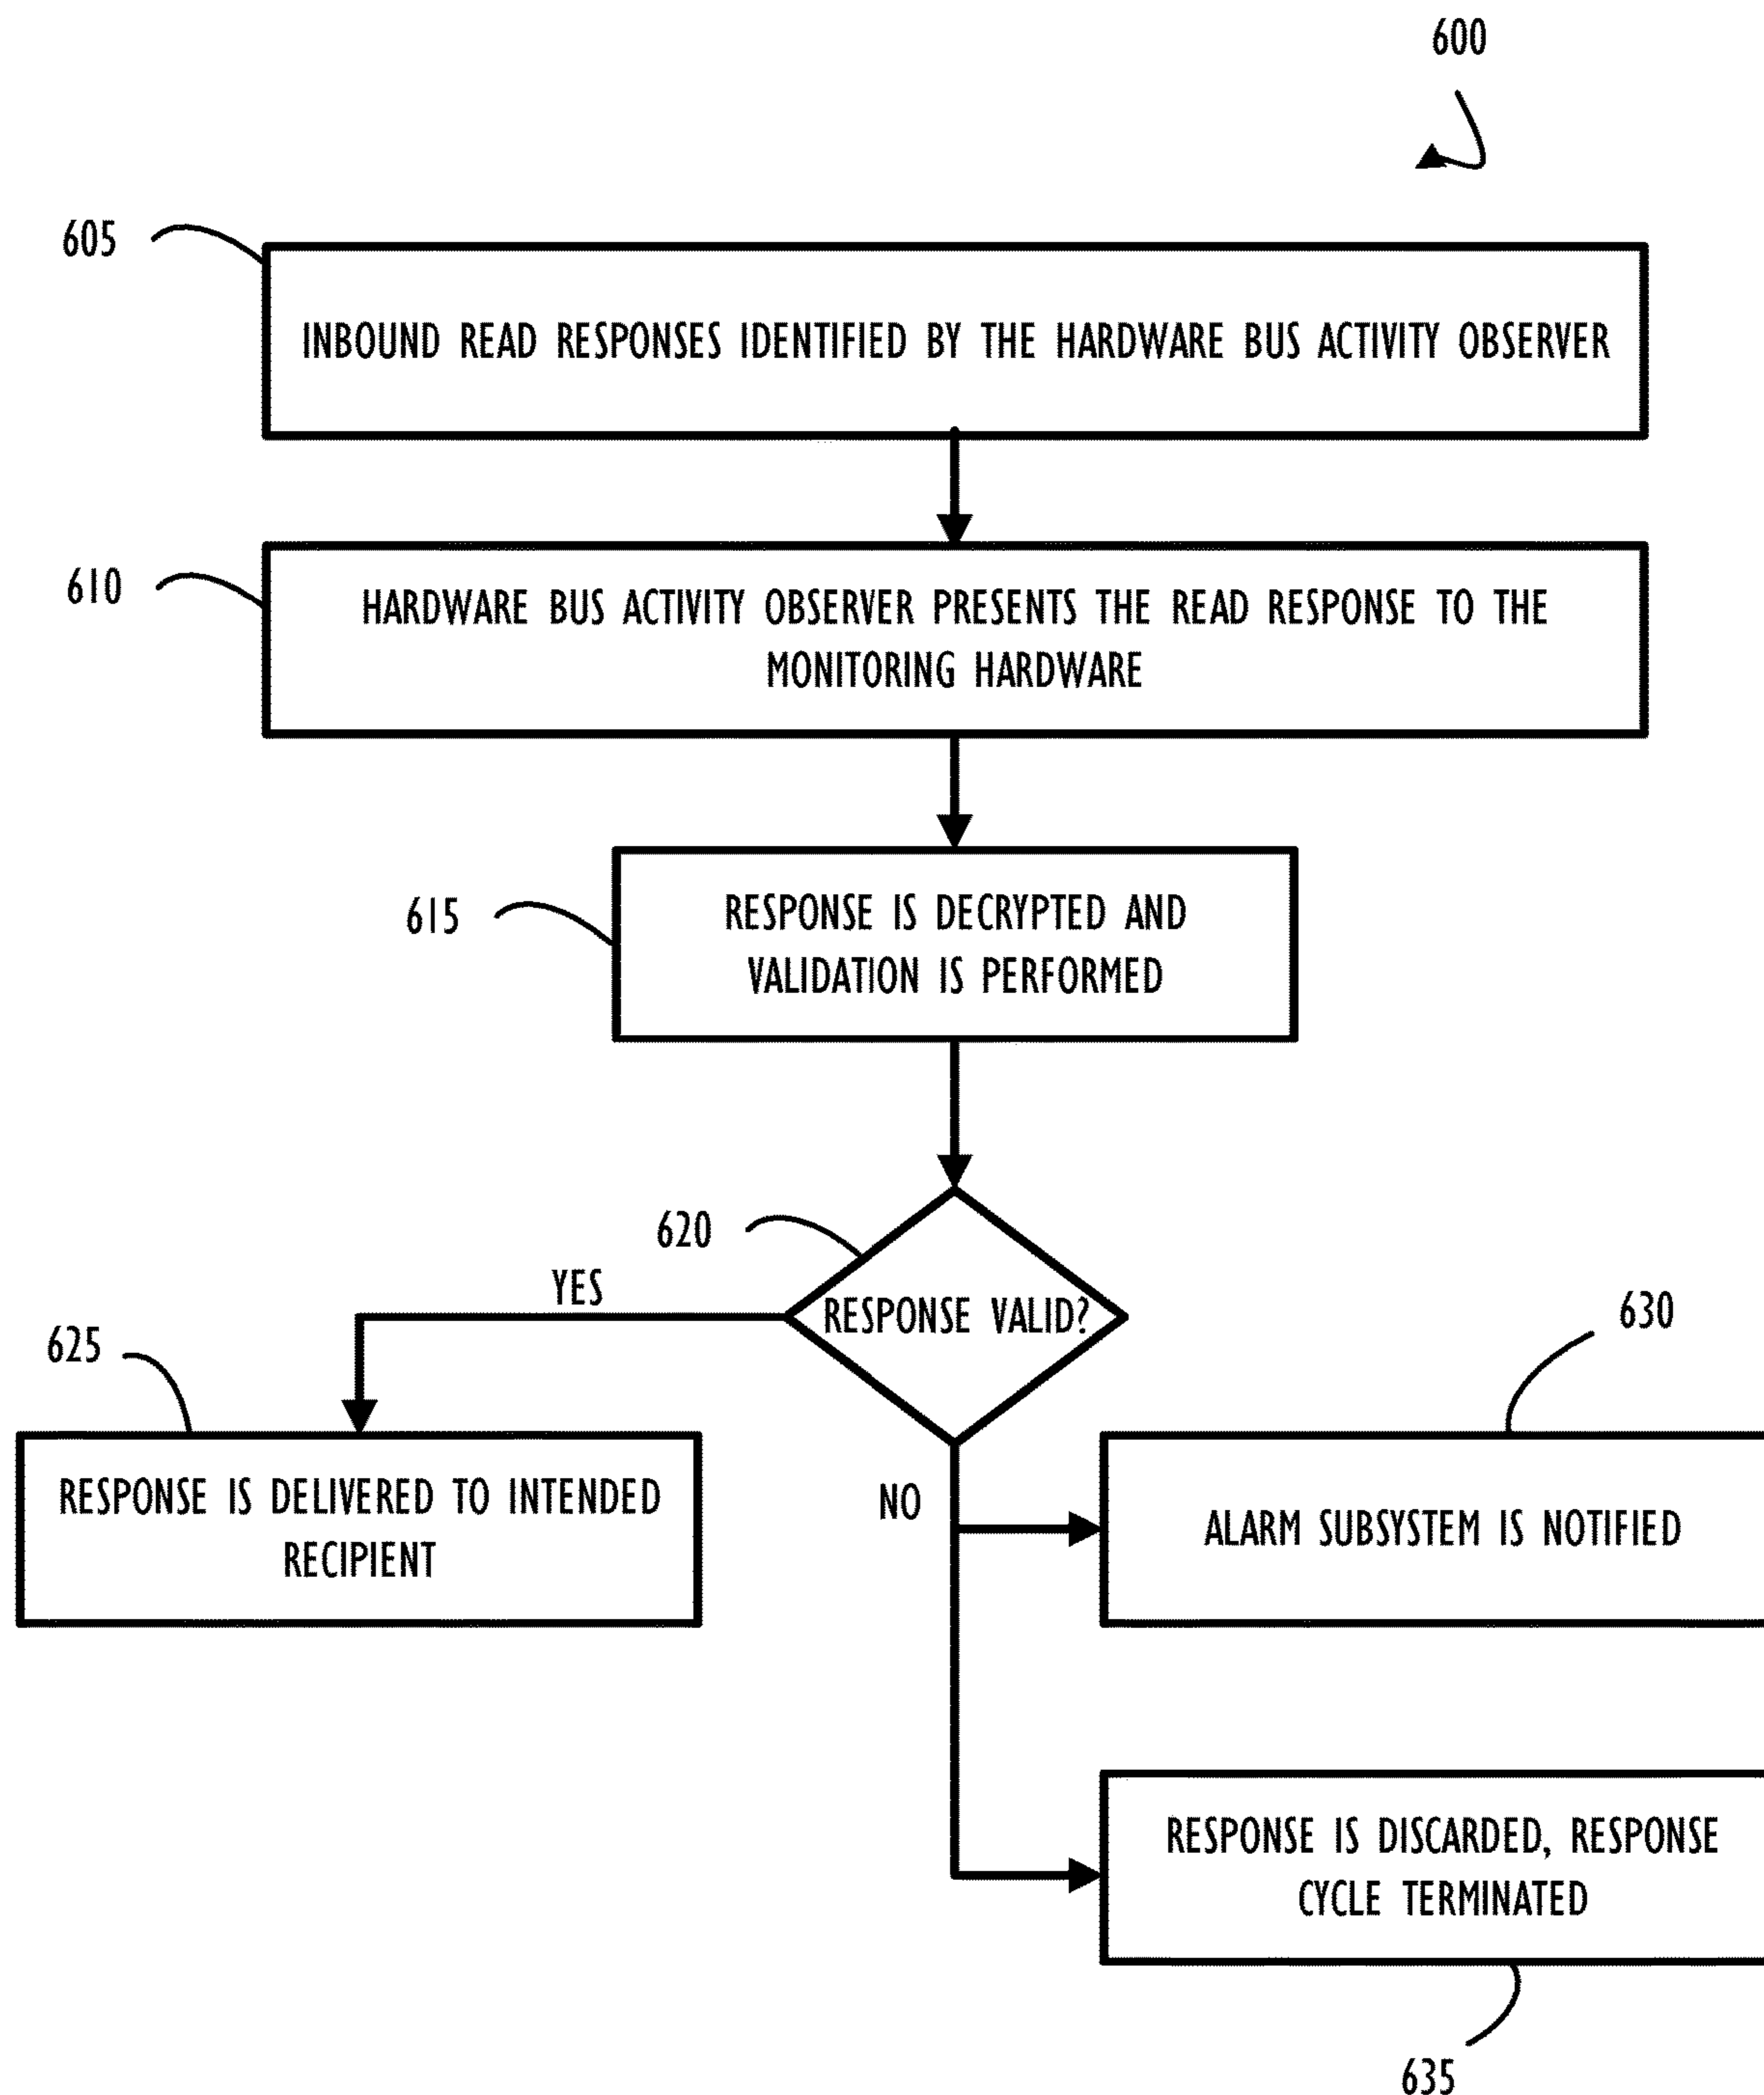 600
605
INBOUND READ RESPONSES IDENTIFIED BY THE HARDWARE BUS ACTIVITY OBSERVER
610
HARDWARE BUS ACTIVITY OBSERVER PRESENTS THE READ RESPONSE TO THE
MONITORING HARDWARE
615
RESPONSE IS DECRYPTED AND
VALIDATION IS PERFORMED
620
RESPONSE VALID?
YES
625
RESPONSE IS DELIVERED TO INTENDED
RECIPIENT
NO
630
ALARM SUBSYSTEM IS NOTIFIED
RESPONSE IS DISCARDED, RESPONSE
CYCLE TERMINATED
635